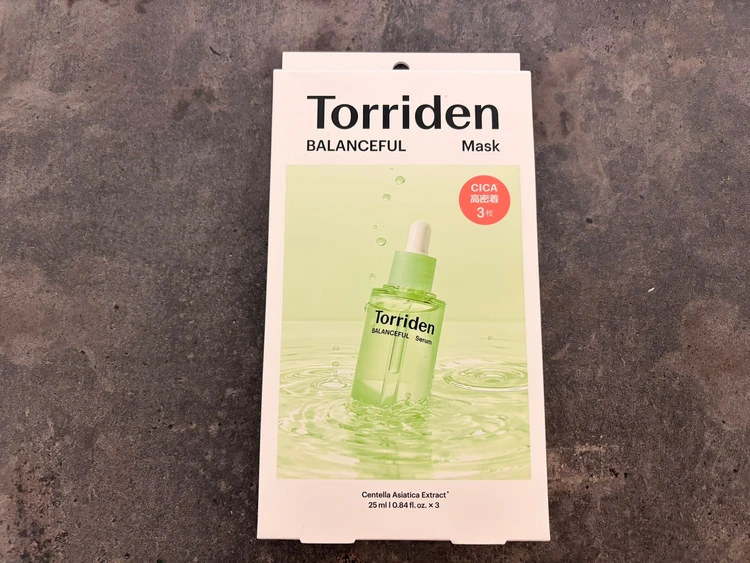 Torriden
BALANCEFUL Mask
CICA
高密着
3枚
Torriden
BALANCEFUL Serum
Centella Asiatica Extract*
25 ml | 0.84 fl. oz. × 3